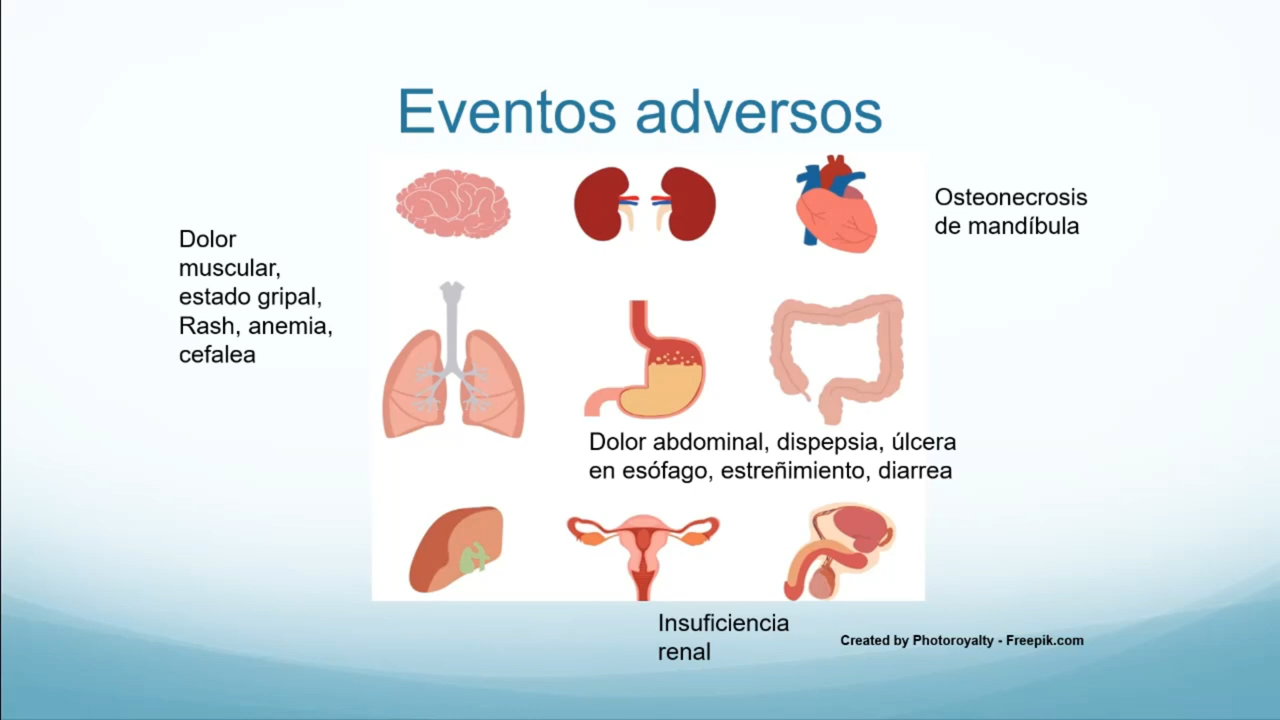 Eventos adversos
Osteonecrosis
de mandíbula
Dolor
muscular,
estado gripal,
Rash, anemia,
cefalea
Dolor abdominal, dispepsia, úlcera
en esófago, estreñimiento, diarrea
Insuficiencia
renal
Created by Photoroyalty - Freepik.com